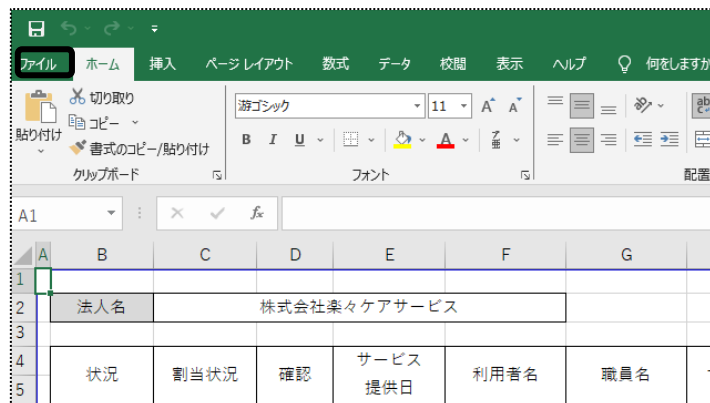 ファイル ホーム 挿入 ページ レイアウト 数式 データ 校閲 表示 ヘルプ 何をしますか
切り取り
游ゴシック 11 A A ab
コピー
貼り付け
書式のコピー/貼り付け
B I U A ア亜
クリップボード フォント 配置
A1 fx
A B C D E F G
1
2 法人名 株式会社楽々ケアサービス
3
4 状況 割当状況 確認 サービス 利用者名 職員名
5 提供日